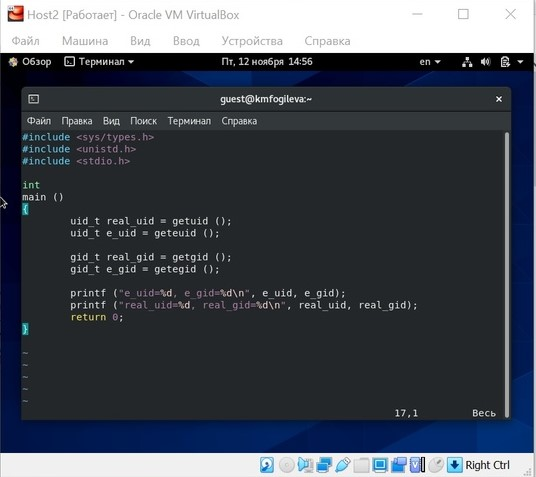 Host2 [Работает] - Oracle VM VirtualBox
Файл Машина Вид Ввод Устройства Справка
Обзор Терминал Пт, 12 ноября 14:56 en
guest@kmfogileva:~
Файл Правка Вид Поиск Терминал Справка
#include <sys/types.h>
#include <unistd.h>
#include <stdio.h>
int
main ()
{
uid_t real_uid = getuid ();
uid_t e_uid = geteuid ();
gid_t real_gid = getgid ();
gid_t e_gid = getegid ();
printf ("e_uid=%d, e_gid=%d\n", e_uid, e_gid);
printf ("real_uid=%d, real_gid=%d\n", real_uid, real_gid);
return 0;
}
~
~
~
~
~
17,1 Весь
Right Ctrl